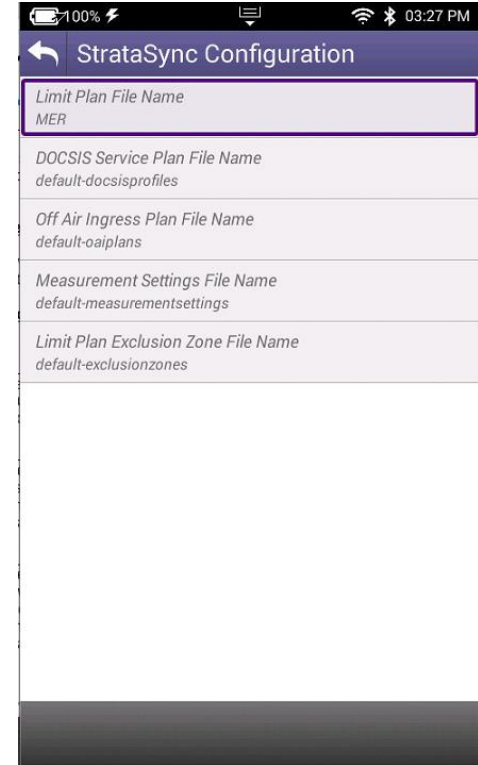 100% 03:27 PM
StrataSync Configuration
Limit Plan File Name
MER
DOCSIS Service Plan File Name
default-docsisprofiles
Off Air Ingress Plan File Name
default-oaiplans
Measurement Settings File Name
default-measurementsettings
Limit Plan Exclusion Zone File Name
default-exclusionzones